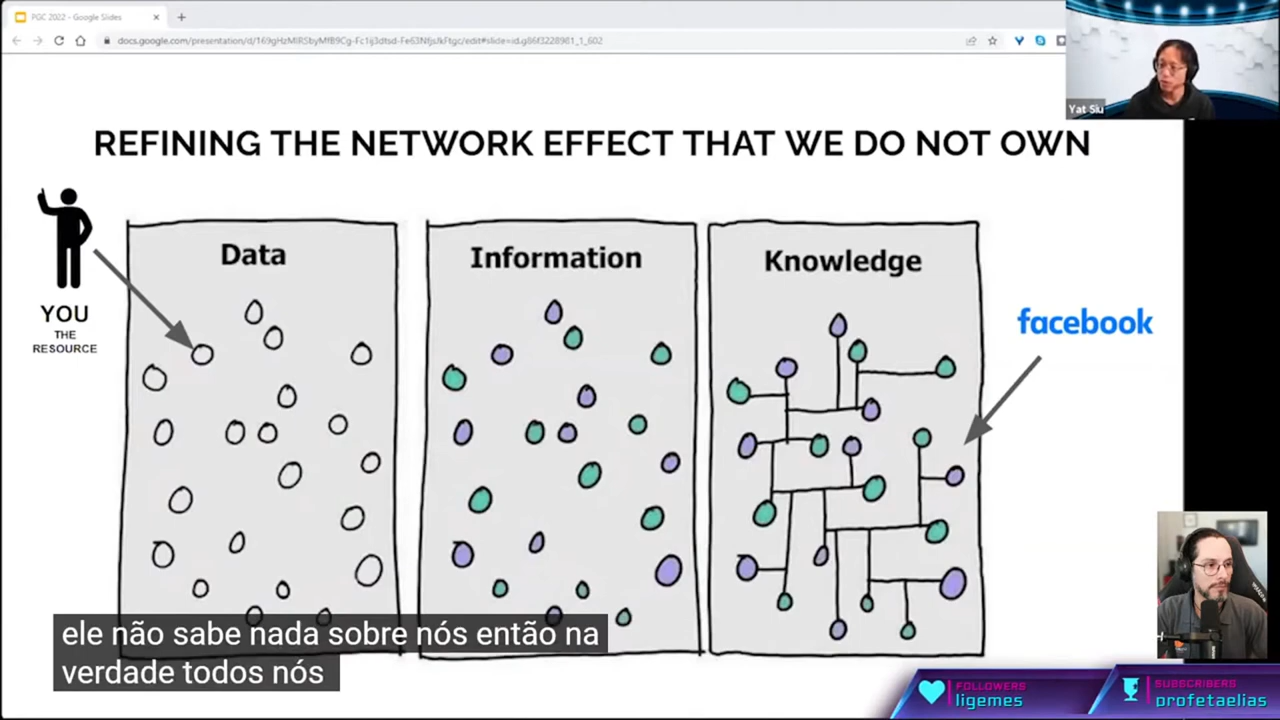 PGC 2022 - Google Slides
Yat Siu
REFINING THE NETWORK EFFECT THAT WE DO NOT OWN
YOU
THE
RESOURCE
Data
Information
Knowledge
facebook
ele não sabe nada sobre nós então na
verdade todos nós
FOLLOWERS
ligemes
SUBSCRIBERS
profetaelias